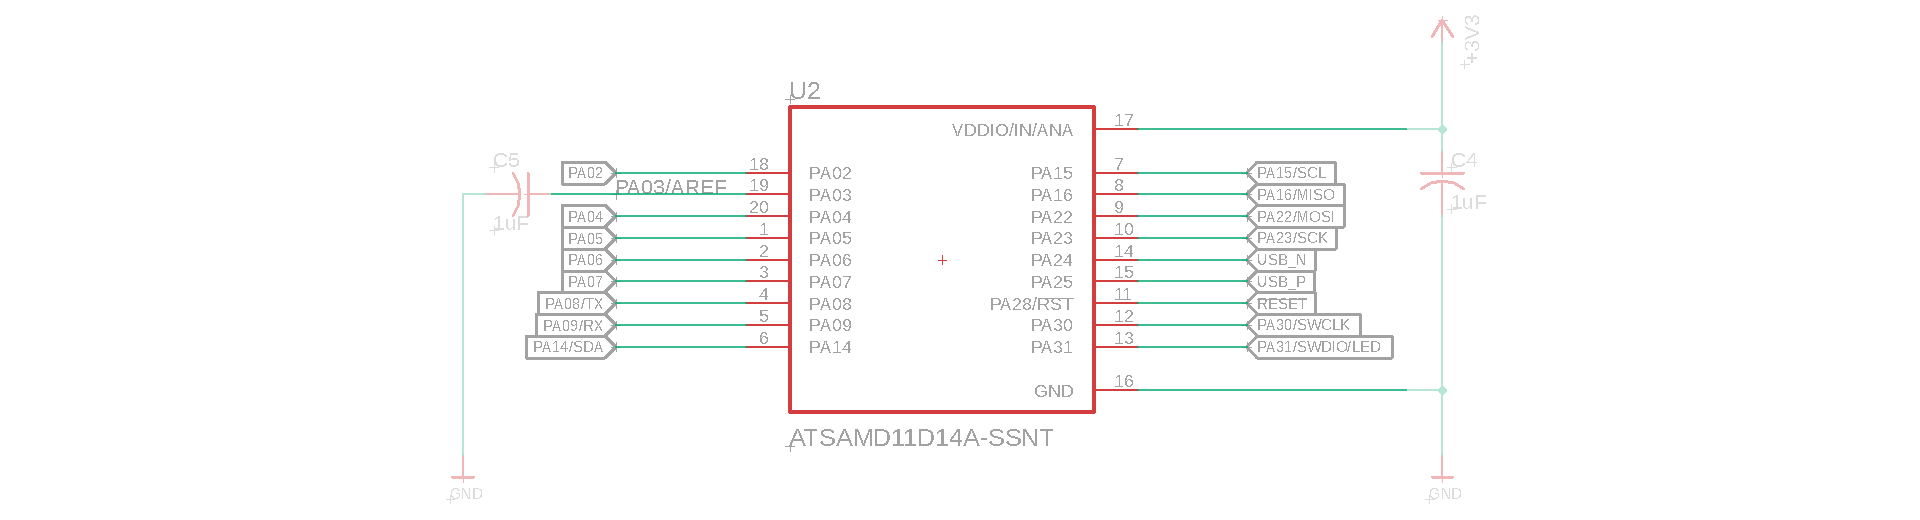 +3V3
U2
VDDIO/IN/ANA 17
C5
1uF
C4
1uF
PA02 18 PA02
PA03/AREF 19 PA03
PA04 20 PA04
PA05 1 PA05
PA06 2 PA06
PA07 3 PA07
PA08/TX 4 PA08
PA09/RX 5 PA09
PA14/SDA 6 PA14
PA15 7 PA15/SCL
PA16 8 PA16/MISO
PA22 9 PA22/MOSI
PA23 10 PA23/SCK
PA24 14 USB_N
PA25 15 USB_P
PA28/RST 11 RESET
PA30 12 PA30/SWCLK
PA31 13 PA31/SWDIO/LED
GND 16
ATSAMD11D14A-SSNT
GND
GND